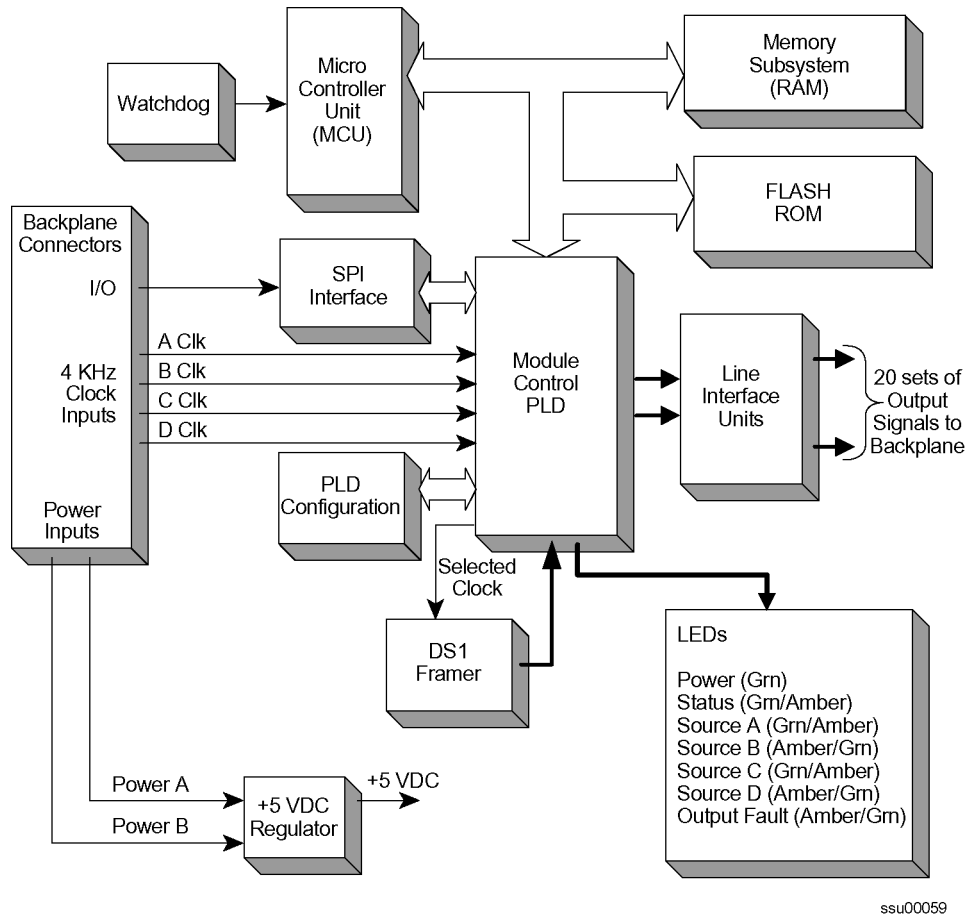 Watchdog
Micro
Controller
Unit
(MCU)
Memory
Subsystem
(RAM)
FLASH
ROM
Backplane
Connectors
I/O
4 KHz
Clock
Inputs
Power
Inputs
SPI
Interface
A Clk
B Clk
C Clk
D Clk
PLD
Configuration
Module
Control
PLD
Line
Interface
Units
20 sets of
Output
Signals to
Backplane
Selected
Clock
DS1
Framer
LEDs
Power (Grn)
Status (Grn/Amber)
Source A (Grn/Amber)
Source B (Amber/Grn)
Source C (Grn/Amber)
Source D (Amber/Grn)
Output Fault (Amber/Grn)
Power A
Power B
+5 VDC
Regulator
+5 VDC
ssu00059